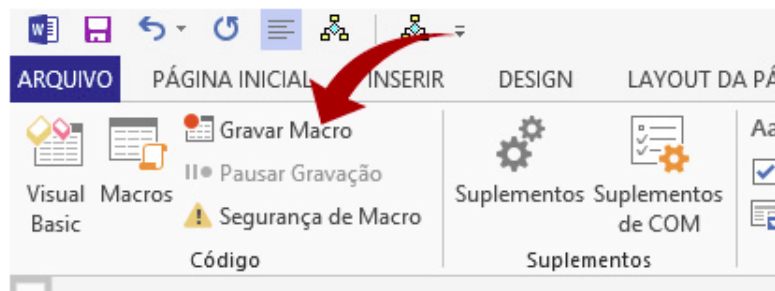 ARQUIVO PÁGINA INICIAL INSERIR DESIGN LAYOUT DA PÁ
Gravar Macro Aa
Pausar Gravação
Visual Macros Suplementos Suplementos
Basic Segurança de Macro de COM
Código Suplementos